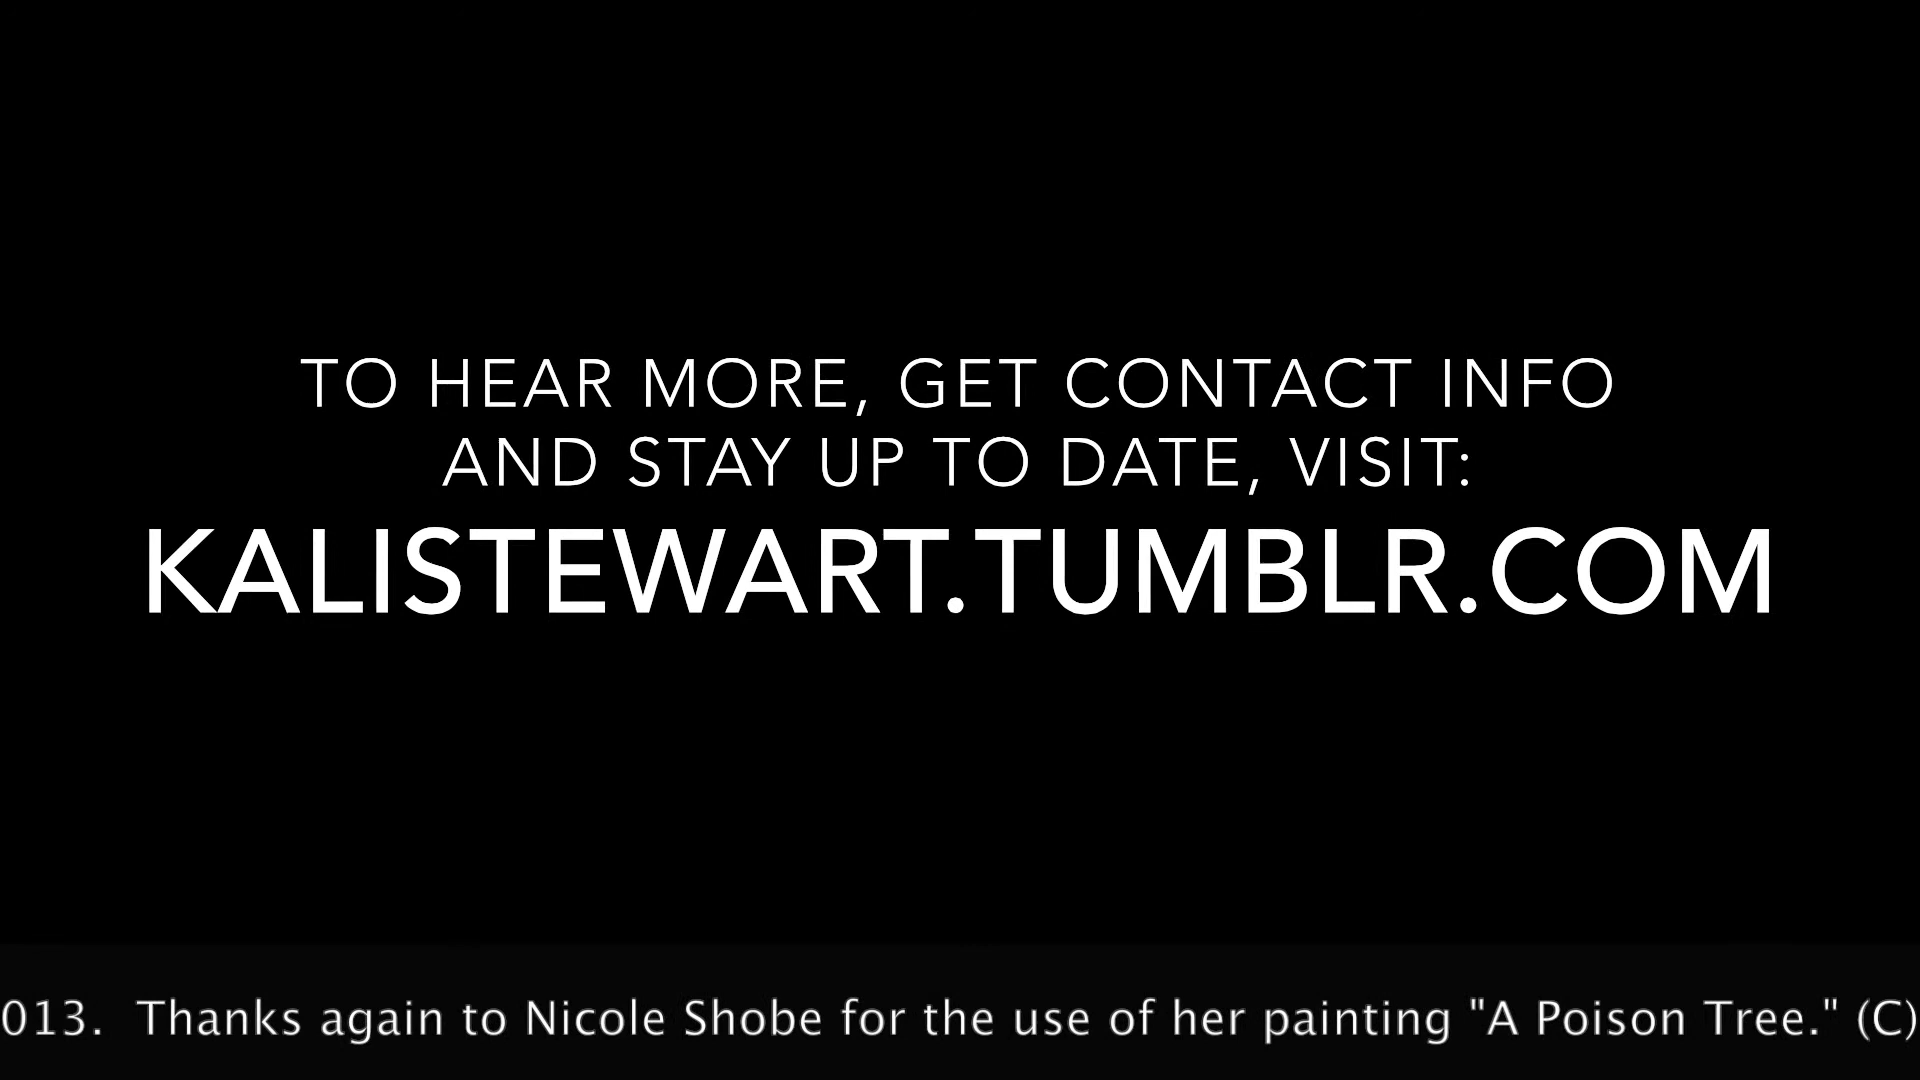 TO HEAR MORE, GET CONTACT INFO
AND STAY UP TO DATE, VISIT:
KALISTEWART.TUMBLR.COM
013. Thanks again to Nicole Shobe for the use of her painting "A Poison Tree." (C)